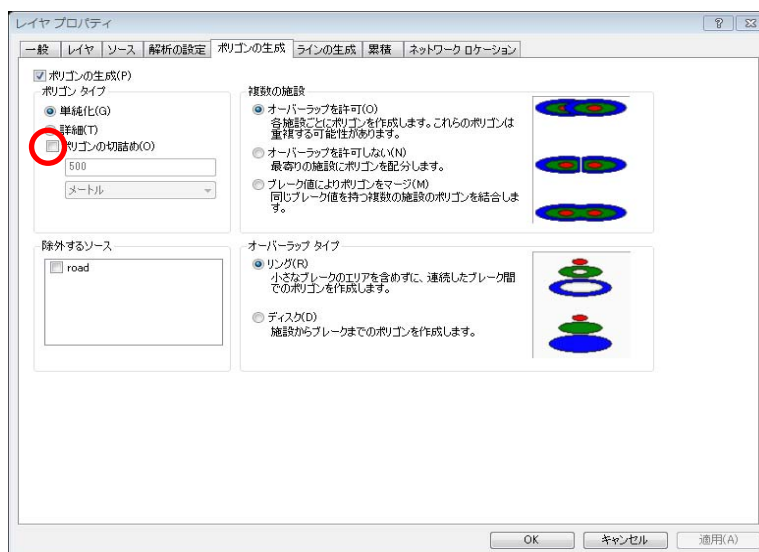 レイヤ プロパティ
一般 レイヤ ソース 解析の設定 ポリゴンの生成 ラインの生成 累積 ネットワーク ロケーション
ポリゴンの生成(P)
ポリゴン タイプ
単純化(G)
詳細(T)
ポリゴンの切詰め(O)
500
メートル
複数の施設
オーバーラップを許可(O)
各施設ごとにポリゴンを作成します。これらのポリゴンは
重複する可能性があります。
オーバーラップを許可しない(N)
最寄りの施設にポリゴンを配分します。
ブレーク値によりポリゴンをマージ(M)
同じブレーク値を持つ複数の施設のポリゴンを結合しま
す。
除外するソース
road
オーバーラップ タイプ
リング(R)
小さなブレークのエリアを含めずに、連続したブレーク間
でのポリゴンを作成します。
ディスク(D)
施設からブレークまでのポリゴンを作成します。
OK キャンセル 適用(A)